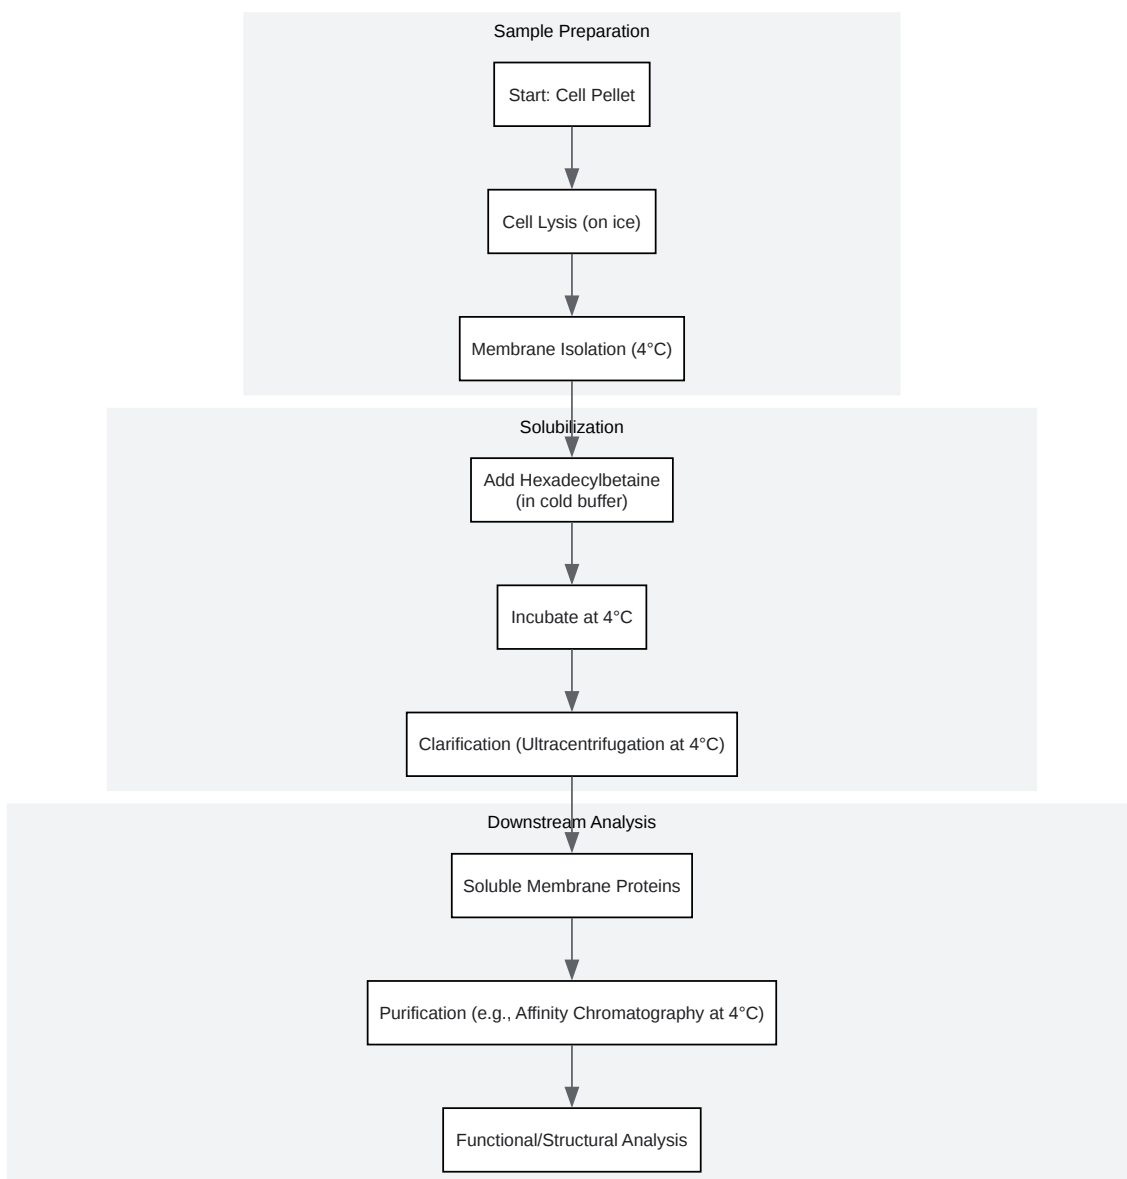 Sample Preparation
Start: Cell Pellet
Cell Lysis (on ice)
Membrane Isolation (4°C)
Solubilization
Add Hexadecylbetaine
(in cold buffer)
Incubate at 4°C
Clarification (Ultracentrifugation at 4°C)
Downstream Analysis
Soluble Membrane Proteins
Purification (e.g., Affinity Chromatography at 4°C)
Functional/Structural Analysis